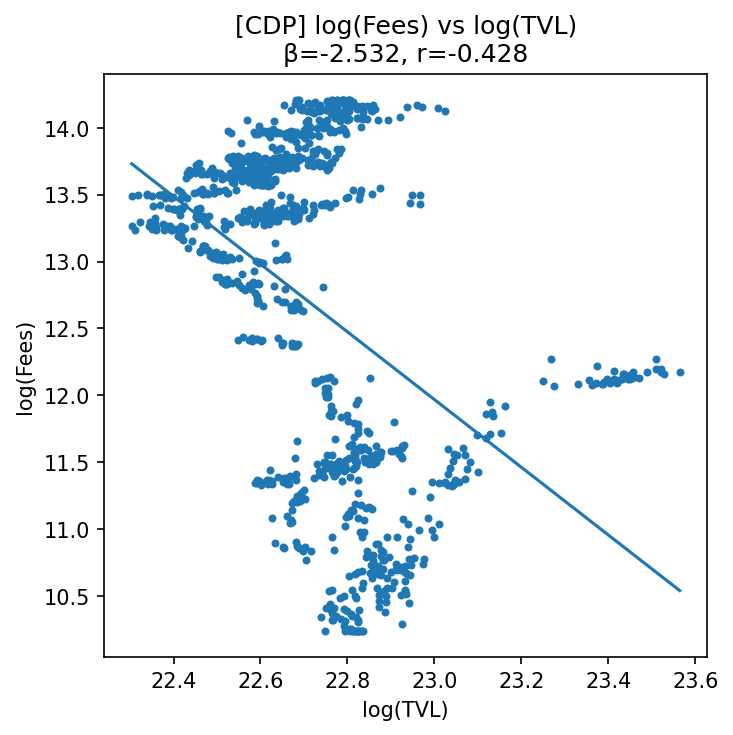 [CDP] log(Fees) vs log(TVL)
β=-2.532, r=-0.428
log(Fees)
14.0
13.5
13.0
12.5
12.0
11.5
11.0
10.5
22.4 22.6 22.8 23.0 23.2 23.4 23.6
log(TVL)